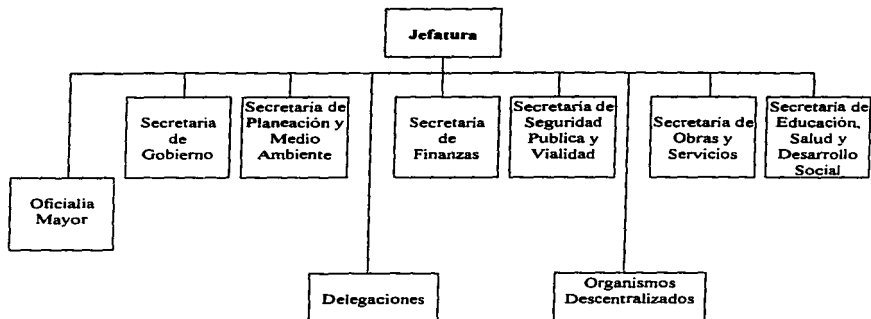 Jefatura
Secretaria
de
Gobierno
Secretaria de
Planeación y
Medio
Ambiente
Secretaria
de
Finanzas
Secretaria de
Seguridad
Publica y
Vialidad
Secretaria de
Obras y
Servicios
Secretaria de
Educación,
Salud y
Desarrollo
Social
Oficialia
Mayor
Delegaciones
Organismos
Descentralizados